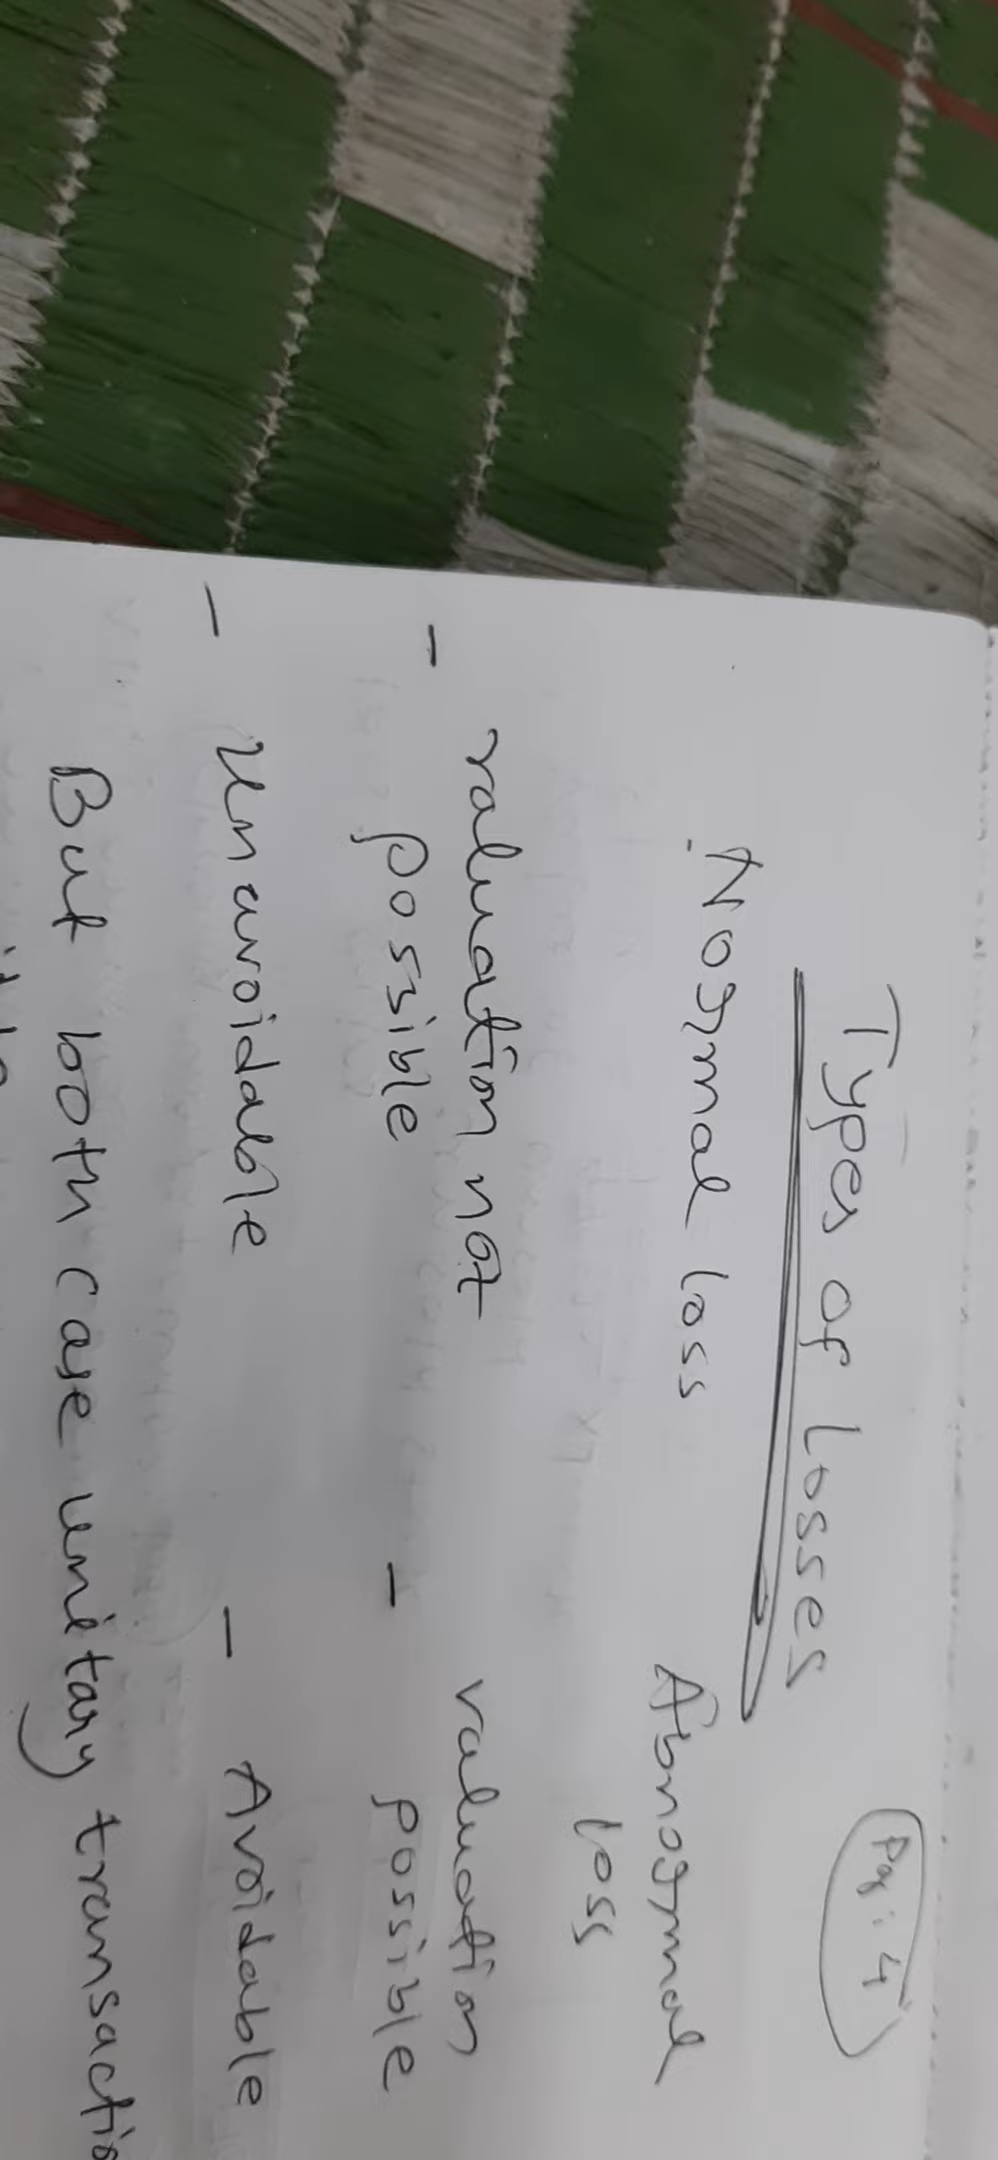 Pg: 4
Types of Losses
Normal loss
Abnormal
loss
- valuation not
possible
- valuation
possible
- unavoidable
- Avoidable
But both case unitary